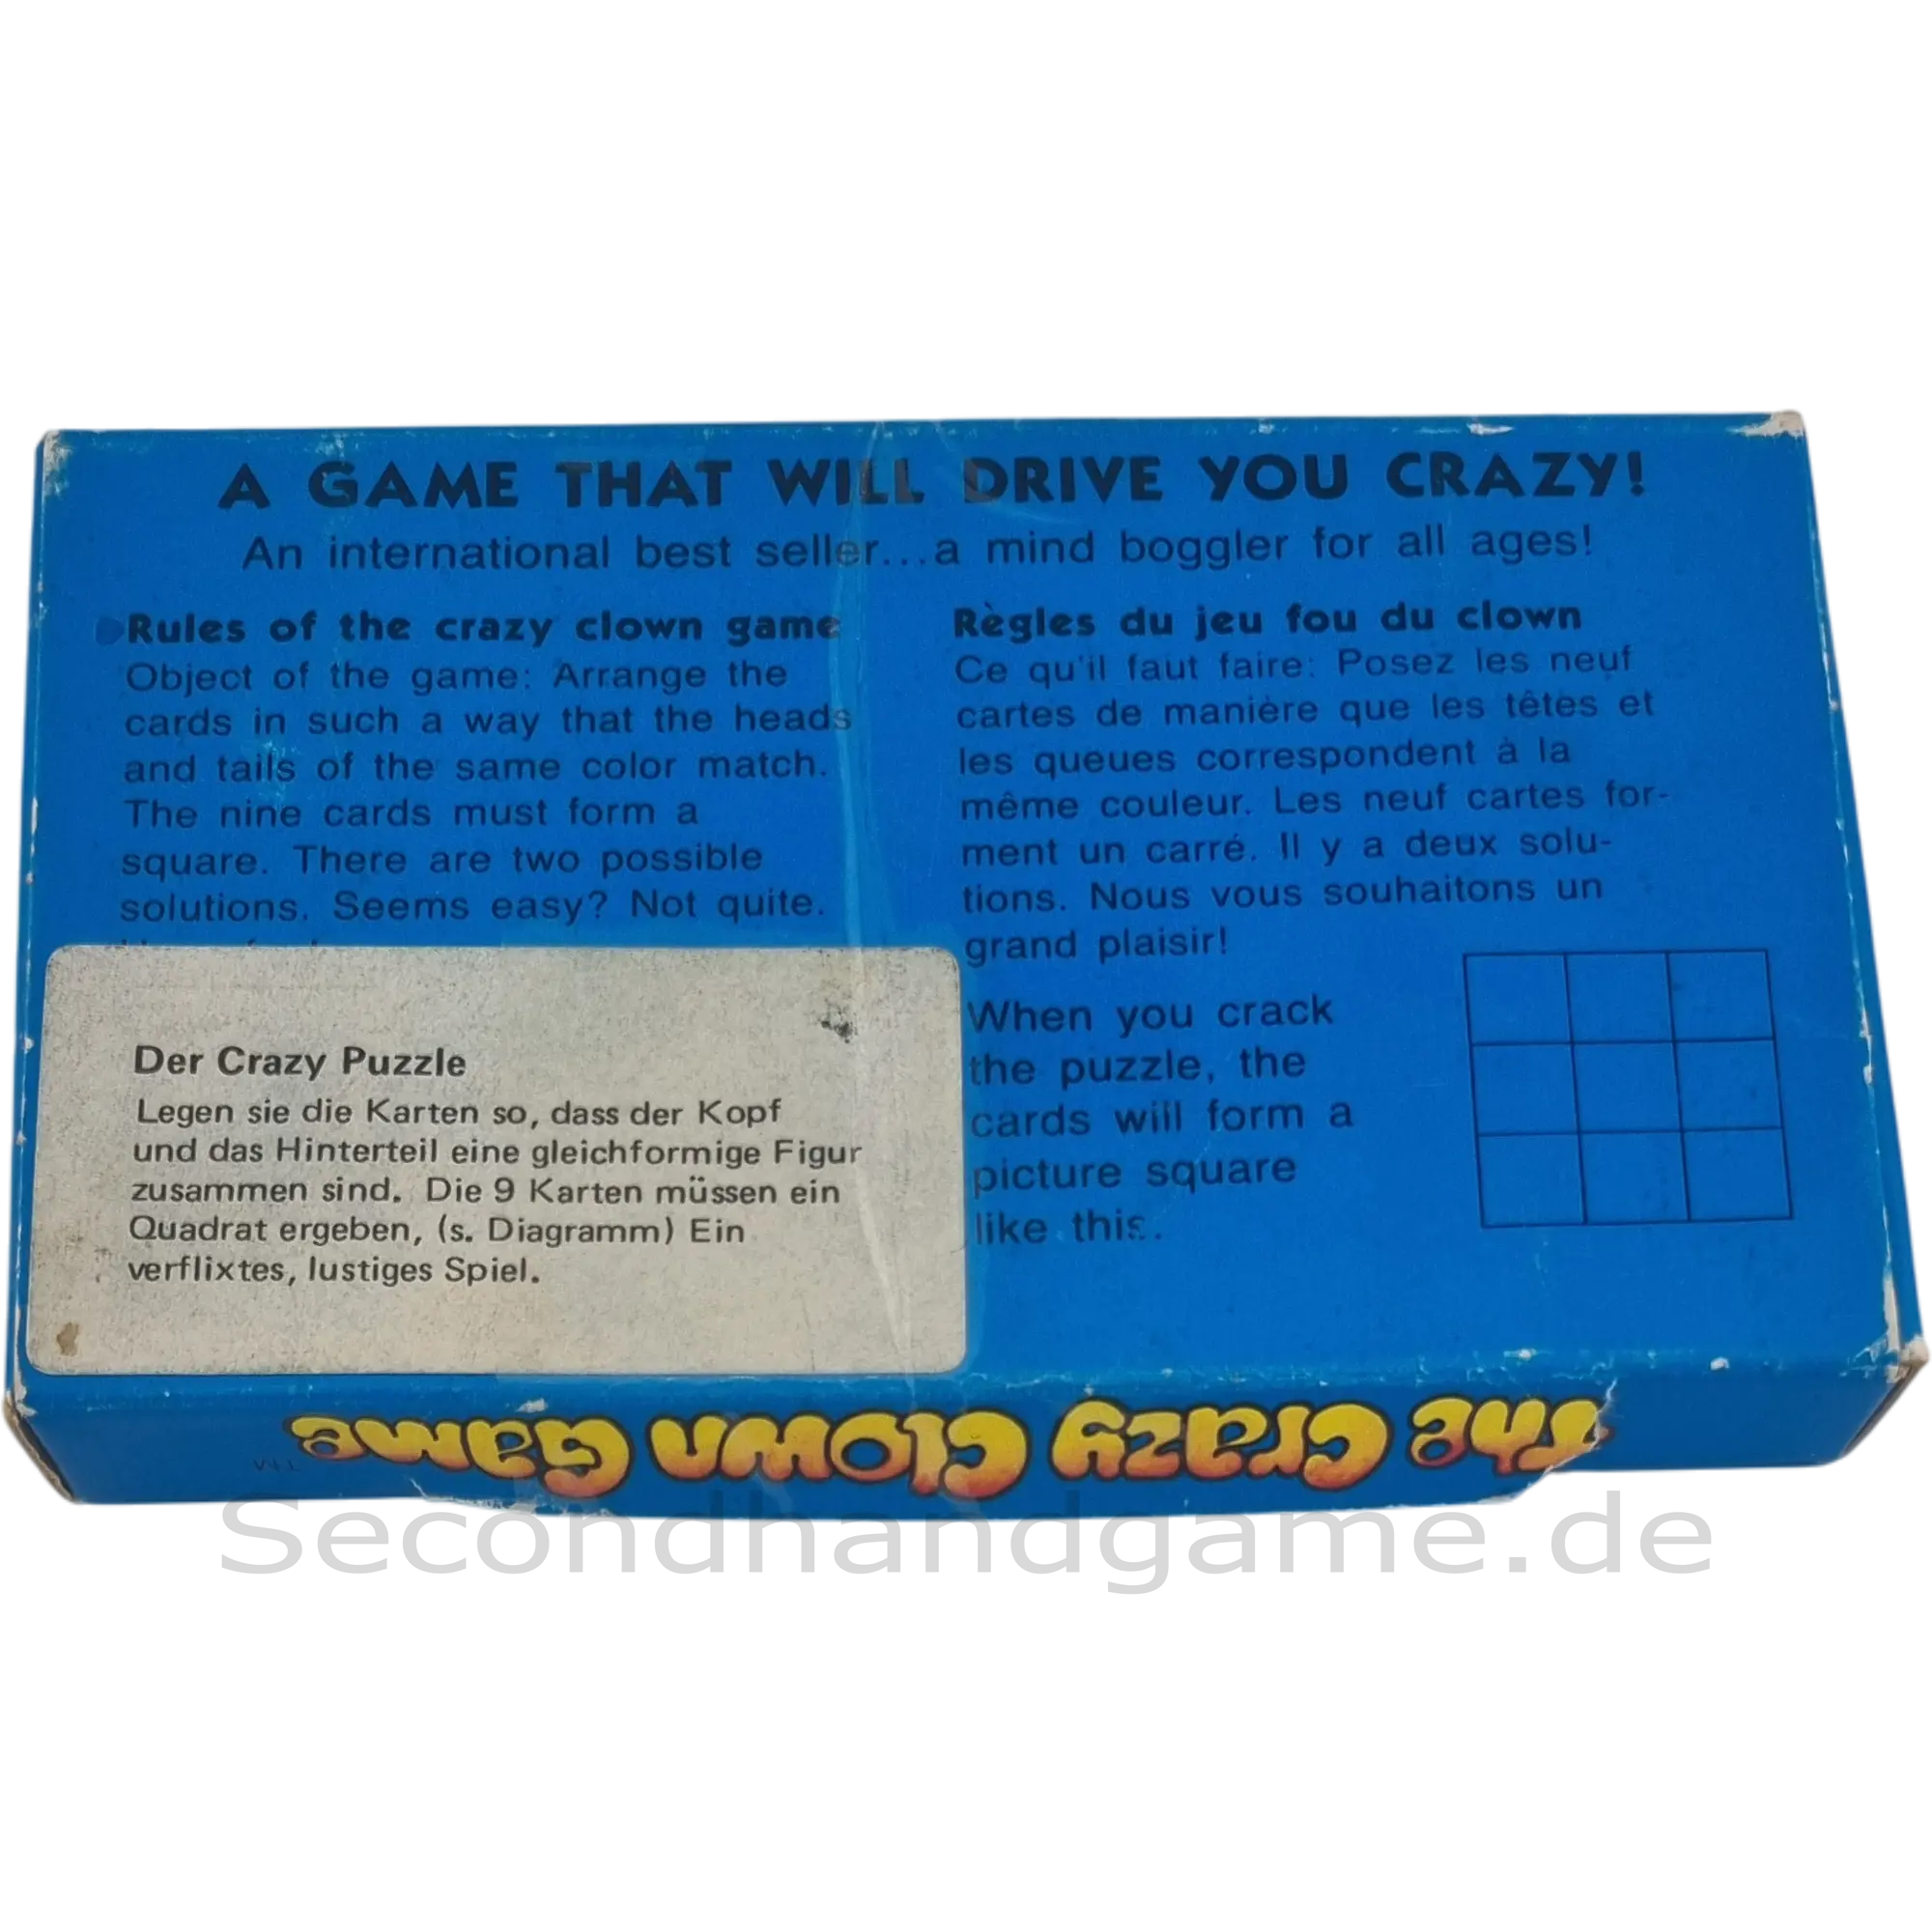 A GAME THAT WILL DRIVE YOU CRAZY!
An international best seller...a mind boggler for all ages!
Rules of the crazy clown game
Object of the game: Arrange the
cards in such a way that the heads
and tails of the same color match.
The nine cards must form a
square. There are two possible
solutions. Seems easy? Not quite.
Règles du jeu fou du clown
Ce qu'il faut faire: Posez les neuf
cartes de manière que les têtes et
les queues correspondent à la
même couleur. Les neuf cartes for-
ment un carré. Il y a deux solu-
tions. Nous vous souhaitons un
grand plaisir!
When you crack
the puzzle, the
cards will form a
picture square
like this.
Der Crazy Puzzle
Legen sie die Karten so, dass der Kopf
und das Hinterteil eine gleichformige Figur
zusammen sind. Die 9 Karten müssen ein
Quadrat ergeben, (s. Diagramm) Ein
verflixtes, lustiges Spiel.
The Crazy Clown Game
TM
Secondhandgame.de